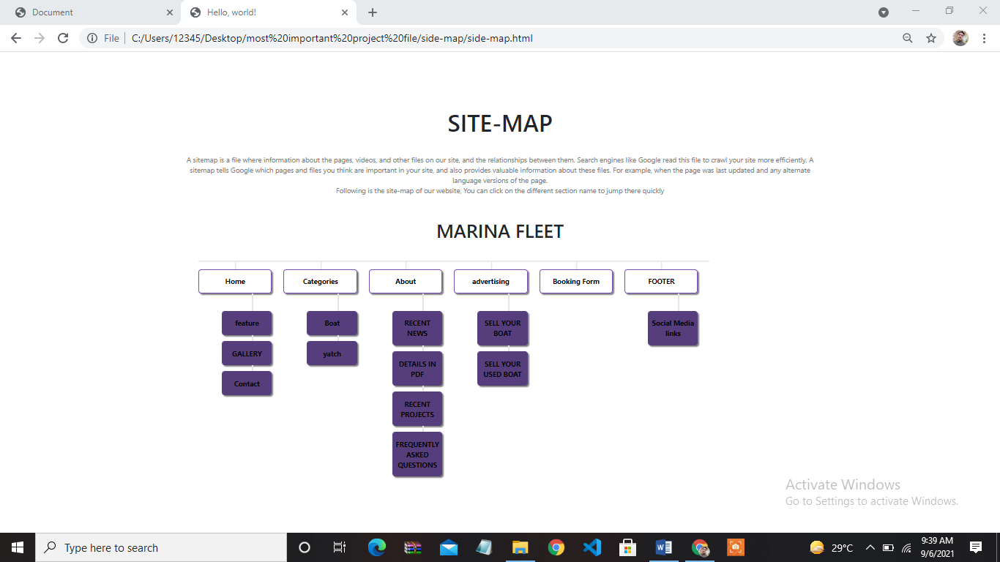 Document
Hello, world!
File
C:/Users/12345/Desktop/most%20important%20project%20file/side-map/side-map.html
SITE-MAP
A sitemap is a file where information about the pages, videos, and other files on our site, and the relationships between them. Search engines like Google read this file to crawl your site more efficiently. A
sitemap tells Google which pages and files you think are important in your site, and also provides valuable information about these files. For example, when the page was last updated and any alternate
language versions of the page.
Following is the site-map of our website, You can click on the different section name to jump there quickly
MARINA FLEET
Home
Categories
About
advertising
Booking Form
FOOTER
feature
GALLERY
Contact
Boat
yatch
RECENT
NEWS
DETAILS IN
PDF
RECENT
PROJECTS
FREQUENTLY
ASKED
QUESTIONS
SELL YOUR
BOAT
SELL YOUR
USED BOAT
Social Media
links
Activate Windows
Go to Settings to activate Windows.
Type here to search
29°C
9:39 AM
9/6/2021